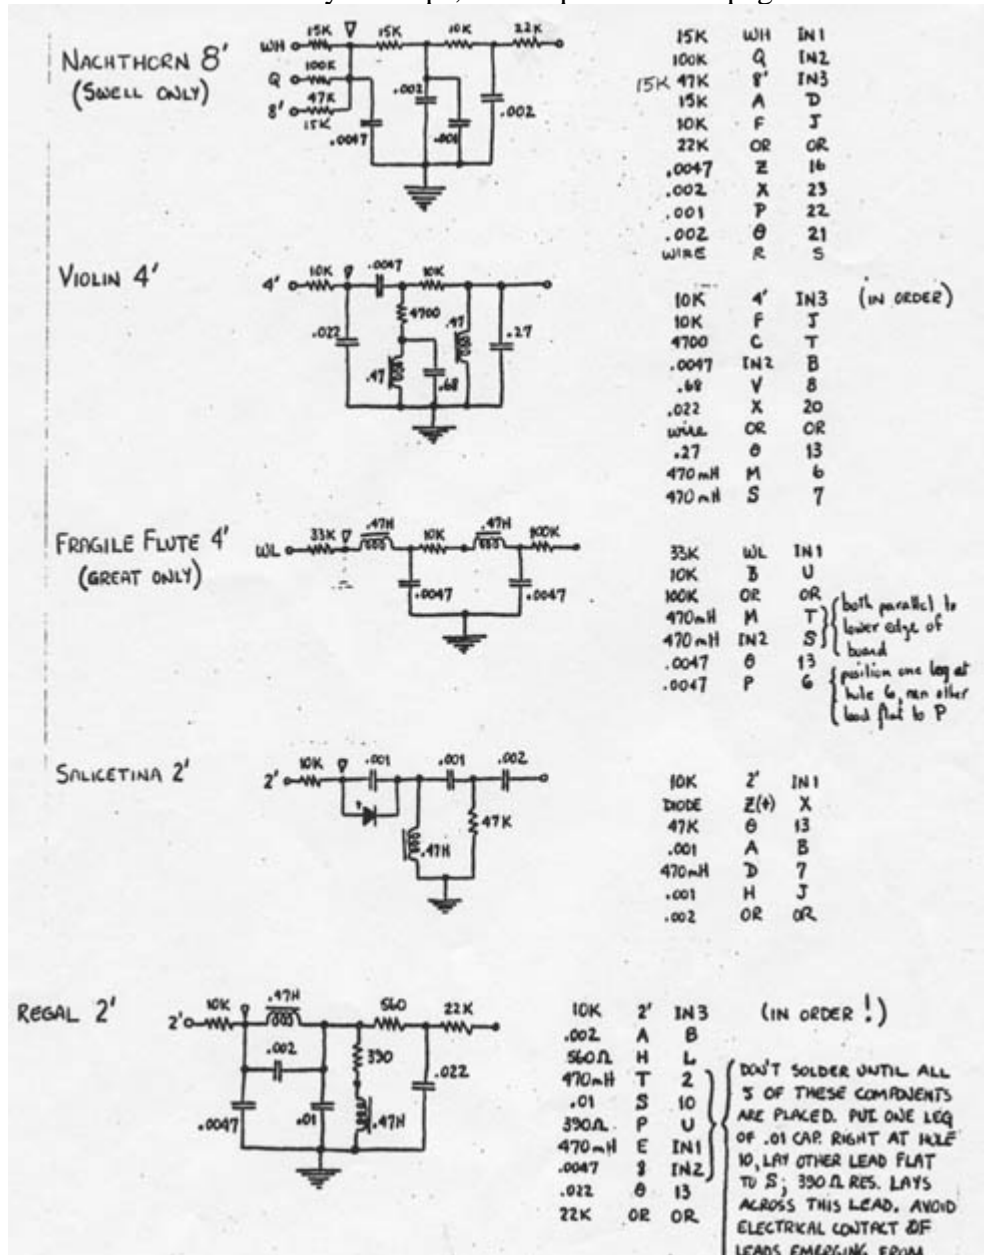 NACHTHORN 8'
(SWELL ONLY)
WH 15K 15K 10K 22K
Q 100K
8' 47K
15K
.0047 .002 .001 .002
15K WH IN1
100K Q IN2
15K 47K 8' IN3
15K A D
10K F J
22K OR OR
.0047 Z 16
.002 X 23
.001 P 22
.002 θ 21
WIRE R S
VIOLIN 4'
4' 10K .0047 10K
4700
.022 .47 .68 .47 .27
10K 4' IN3 (IN ORDER)
10K F J
4700 C T
.0047 IN2 B
.68 V 8
.022 X 20
wire OR OR
.27 θ 13
470mH M 6
470mH S 7
FRAGILE FLUTE 4'
(GREAT ONLY)
WL 33K .47H 10K .47H 100K
.0047 .0047
33K WL IN1
10K B U
100K OR OR
470mH M T
470mH IN2 S
both parallel to
lower edge of
board
.0047 θ 13
.0047 P 6
position one leg at
hole 6, run other
lead flat to P
SALICETINA 2'
2' 10K .001 .001 .002
+
.47H 47K
10K 2' IN1
DIODE Z(+) X
47K θ 13
.001 A B
470mH D 7
.001 H J
.002 OR OR
REGAL 2'
2' 10K .47H 560 22K
.002 390 .022
.0047 .01 .47H
10K 2' IN3 (IN ORDER!)
.002 A B
560Ω H L
470mH T 2
.01 S 10
390Ω P U
470mH E IN1
.0047 8 IN2
.022 θ 13
22K OR OR
DON'T SOLDER UNTIL ALL
5 OF THESE COMPONENTS
ARE PLACED. PUT ONE LEG
OF .01 CAP. RIGHT AT HOLE
10, LAY OTHER LEAD FLAT
TO S; 390Ω RES. LAYS
ACROSS THIS LEAD. AVOID
ELECTRICAL CONTACT OF
LEADS EMERGING FROM